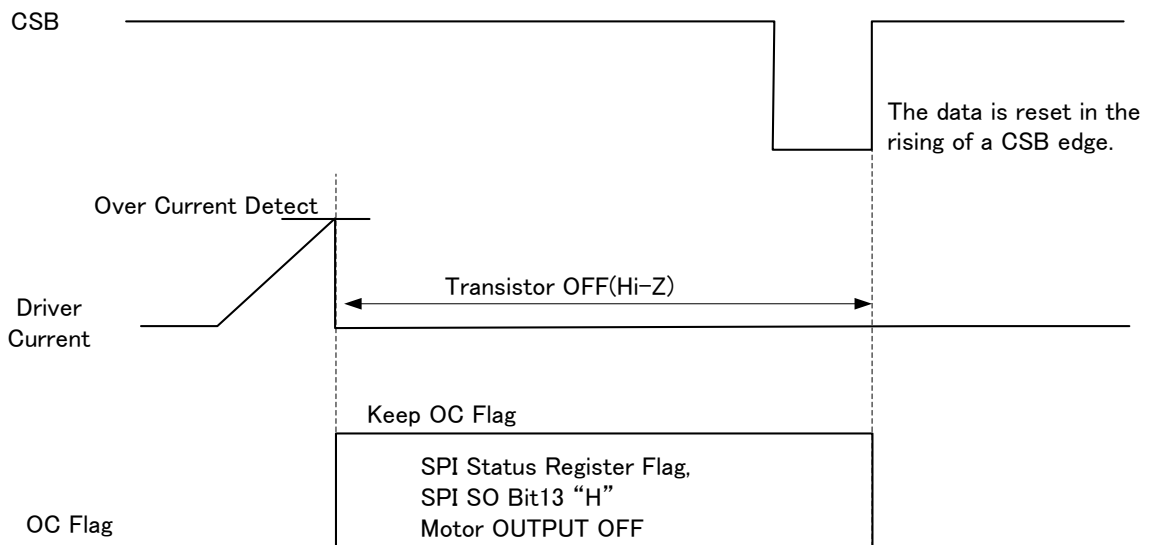 CSB
The data is reset in the
rising of a CSB edge.
Over Current Detect
Transistor OFF(Hi-Z)
Driver
Current
Keep OC Flag
SPI Status Register Flag,
SPI SO Bit13 “H”
Motor OUTPUT OFF
OC Flag